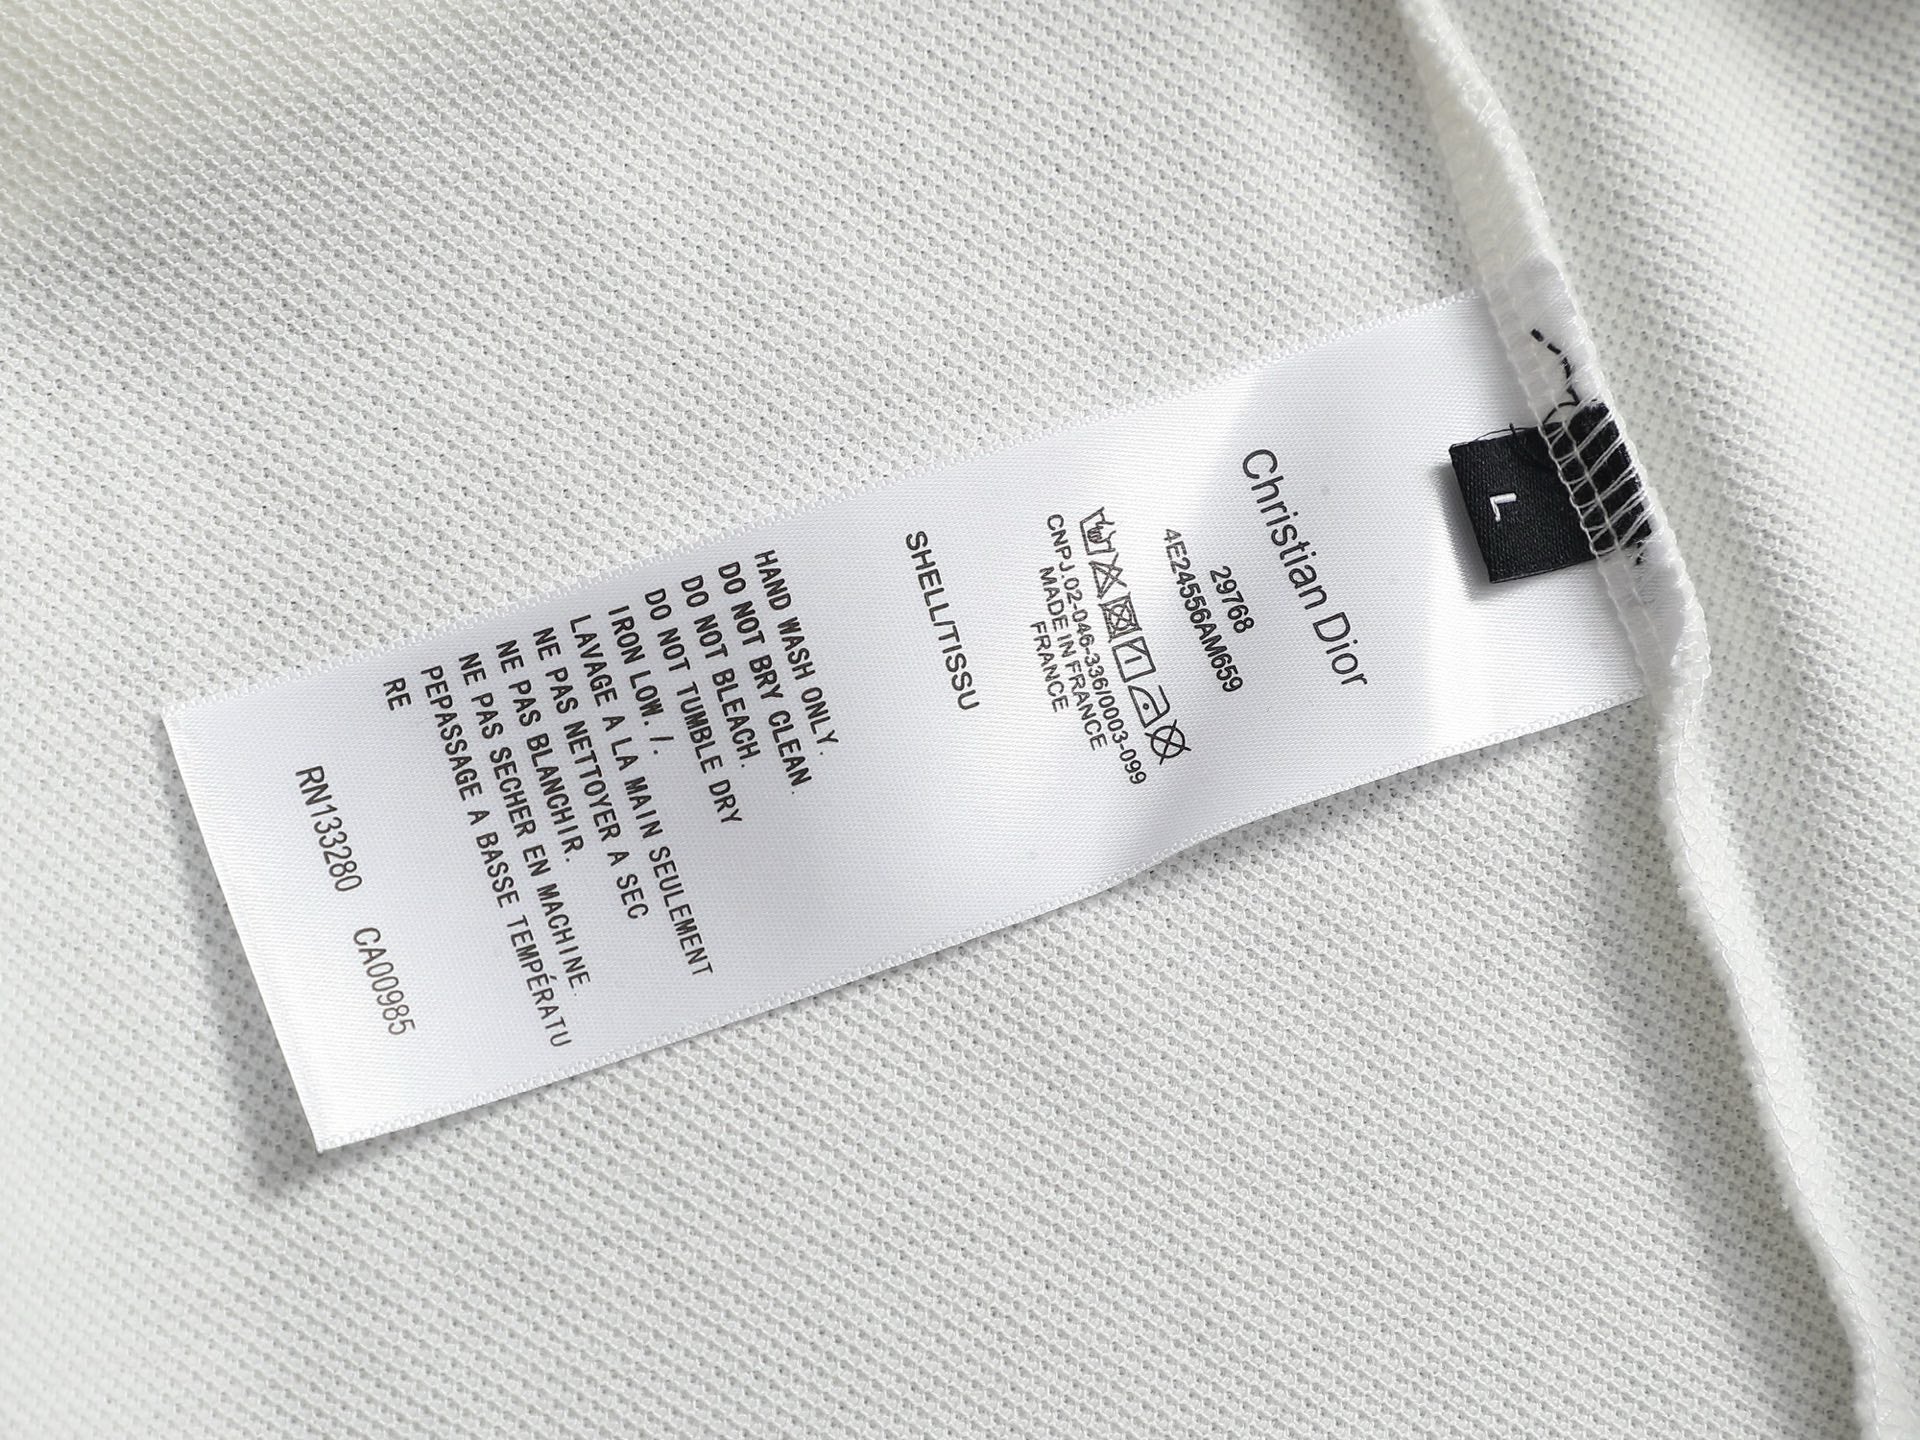 L
Christian Dior
29768
4E24556AM659
CNPJ.02-046-336/0003-099
MADE IN FRANCE
FRANCE
SHELL/TISSU
HAND WASH ONLY.
DO NOT BRY CLEAN.
DO NOT BLEACH.
DO NOT TUMBLE DRY
IRON LOW. /.
LAVAGE A LA MAIN SEULEMENT
NE PAS NETTOYER A SEC
NE PAS BLANCHIR.
NE PAS SECHER EN MACHINE.
PEPASSAGE A BASSE TEMPÉRATU
RE
RN133280 CA00985